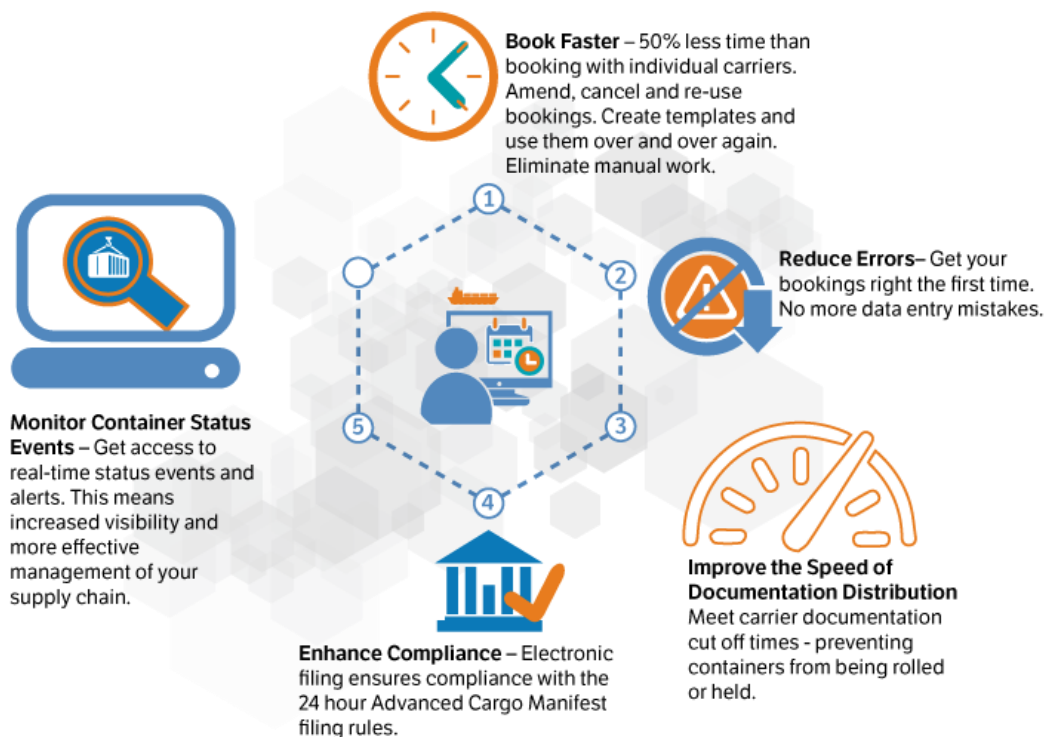 Book Faster – 50% less time than
booking with individual carriers.
Amend, cancel and re-use
bookings. Create templates and
use them over and over again.
Eliminate manual work.
1
2
Reduce Errors– Get your
bookings right the first time.
No more data entry mistakes.
3
Improve the Speed of
Documentation Distribution
Meet carrier documentation
cut off times - preventing
containers from being rolled
or held.
4
Enhance Compliance – Electronic
filing ensures compliance with the
24 hour Advanced Cargo Manifest
filing rules.
5
Monitor Container Status
Events – Get access to
real-time status events and
alerts. This means
increased visibility and
more effective
management of your
supply chain.